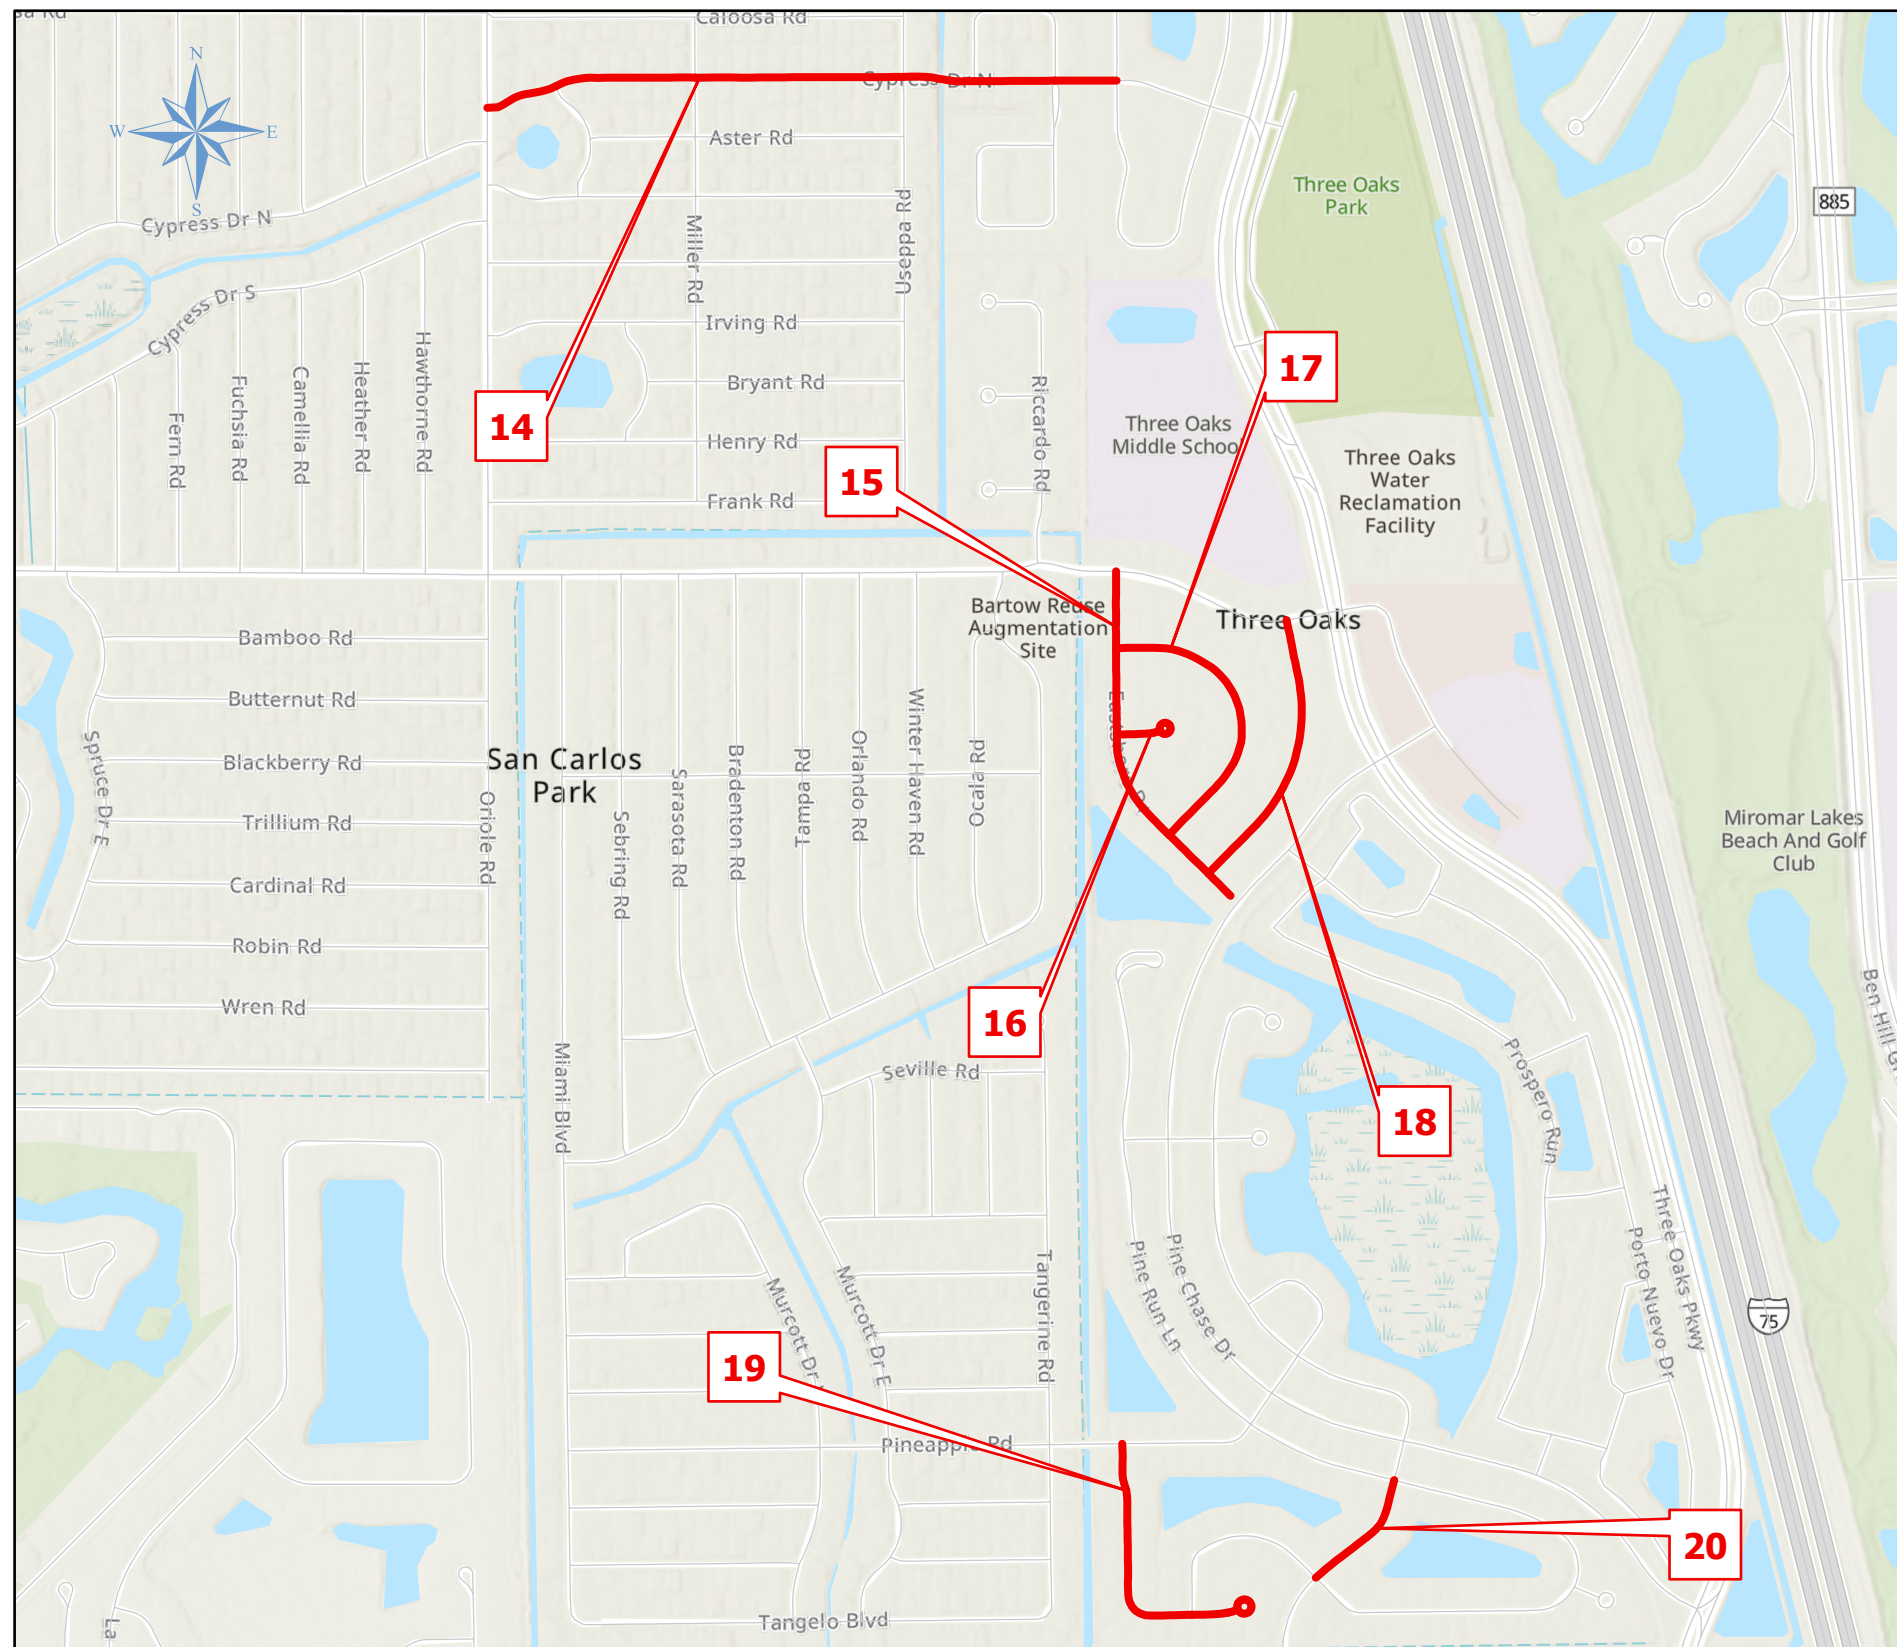 Caloosa Rd
Cypress Dr N
N
W
E
S
Aster Rd
Three Oaks
Park
885
Cypress Dr N
Miller Rd
Useppa Rd
Cypress Dr S
Irving Rd
Bryant Rd
Henry Rd
Frank Rd
Fern Rd
Fuchsia Rd
Camellia Rd
Heather Rd
Hawthorne Rd
Riccardo Rd
14
15
17
Three Oaks
Middle School
Three Oaks
Water
Reclamation
Facility
Bartow Reuse
Augmentation
Site
Three Oaks
Bamboo Rd
Butternut Rd
Blackberry Rd
Trillium Rd
Cardinal Rd
Robin Rd
Wren Rd
Spruce Dr E
Oriole Rd
San Carlos
Park
Sebring Rd
Sarasota Rd
Bradenton Rd
Tampa Rd
Orlando Rd
Winter Haven Rd
Ocala Rd
Miromar Lakes
Beach And Golf
Club
16
18
Seville Rd
Miami Blvd
Prospero Run
Three Oaks Pkwy
Porto Nuevo Dr
Pine Run Ln
Pine Chase Dr
Tangerine Rd
Murcott Dr
Murcott Dr E
75
19
Pineapple Rd
20
Tangelo Blvd
La